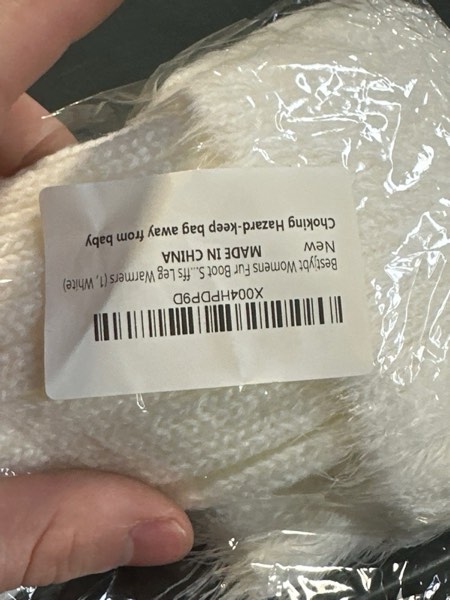 X004HPDP9D
Bestjybt Womens Fur Boot S...ffs Leg Warmers (1, White)
New
MADE IN CHINA
Choking Hazard-keep bag away from baby